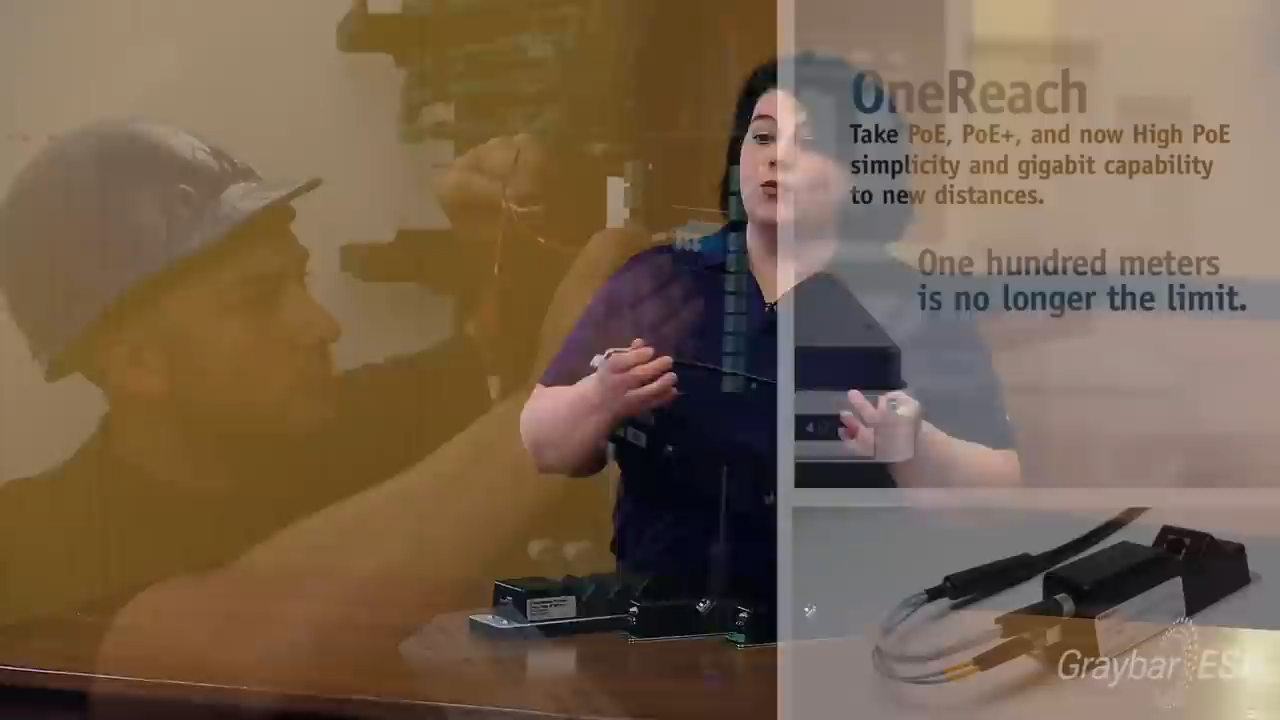 OneReach
Take PoE, PoE+, and now High PoE
simplicity and gigabit capability
to new distances.
One hundred meters
is no longer the limit.
4
Graybar